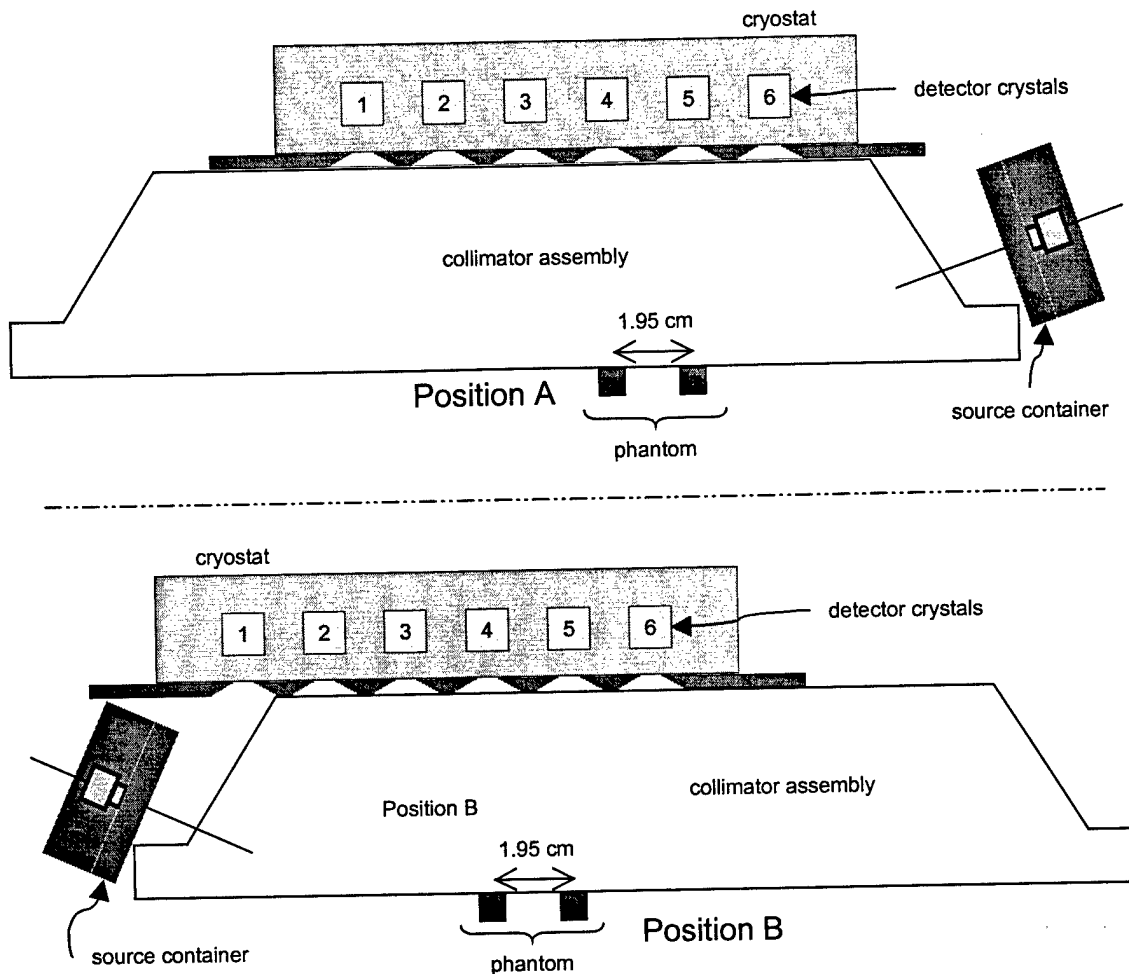 cryostat
1 2 3 4 5 6
detector crystals
collimator assembly
1.95 cm
Position A
source container
phantom
cryostat
1 2 3 4 5 6
detector crystals
Position B
collimator assembly
1.95 cm
Position B
source container
phantom